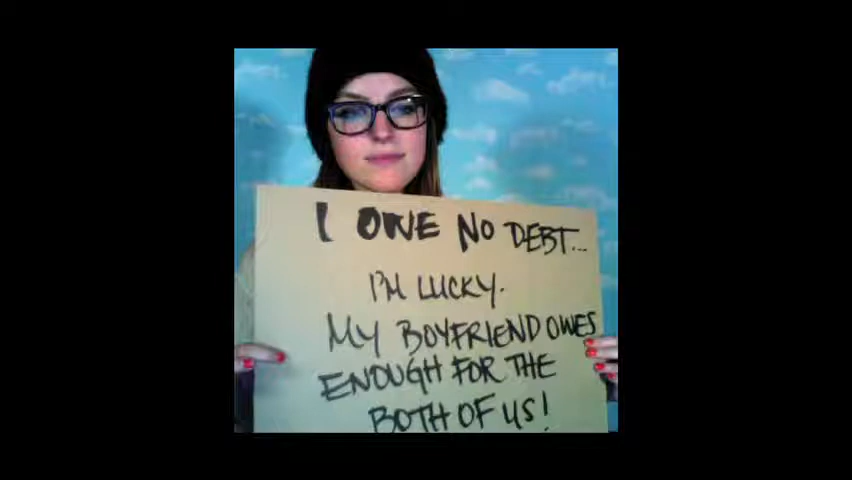 I OWE NO DEBT...
I'M LUCKY.
MY BOYFRIEND OWES
ENOUGH FOR THE
BOTH OF US!